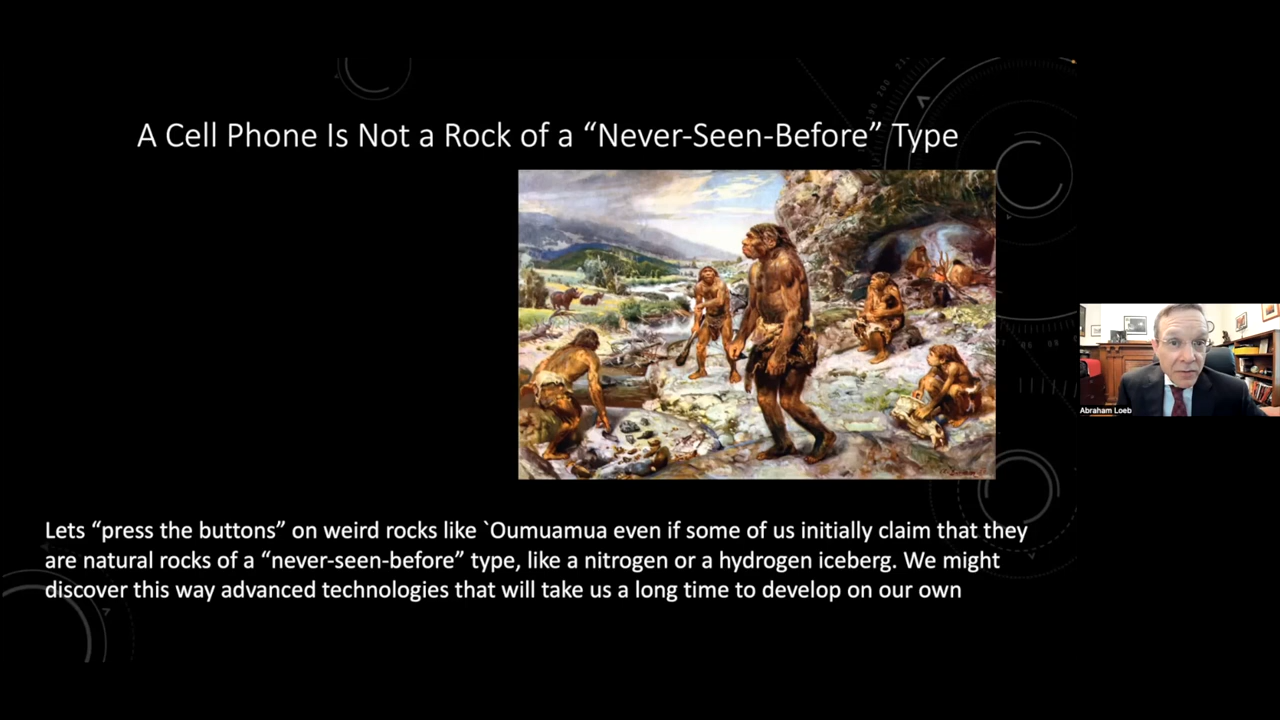 A Cell Phone Is Not a Rock of a “Never-Seen-Before” Type
Lets “press the buttons” on weird rocks like `Oumuamua even if some of us initially claim that they
are natural rocks of a “never-seen-before” type, like a nitrogen or a hydrogen iceberg. We might
discover this way advanced technologies that will take us a long time to develop on our own
Abraham Loeb